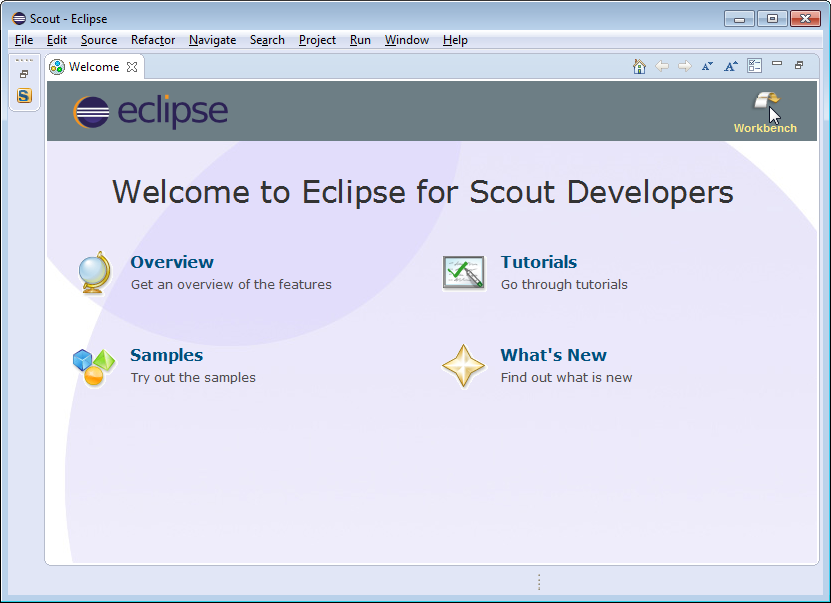 Scout - Eclipse
File Edit Source Refactor Navigate Search Project Run Window Help
Welcome
S
eclipse
Workbench
Welcome to Eclipse for Scout Developers
Overview
Get an overview of the features
Tutorials
Go through tutorials
Samples
Try out the samples
What's New
Find out what is new